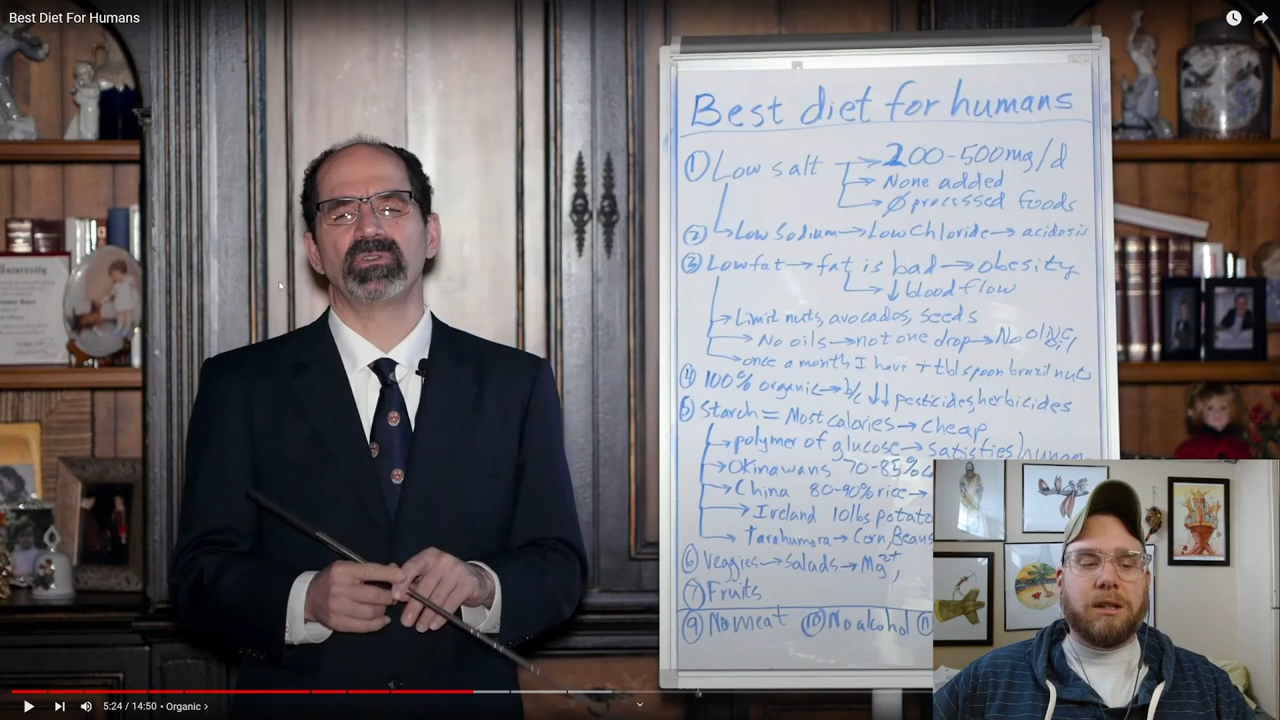 Best Diet For Humans
Best diet for humans
① Low salt → 200-500mg/d
→ None added
→ Ø processed foods
② → Low Sodium → Low Chloride → acidosis
③ Low fat → fat is bad → obesity
→ ↓ blood flow
→ Limit nuts, avocados, seeds
→ No oils → not one drop → No olive oil
→ once a month I have 1 tbl spoon brazil nuts
④ 100% organic → b/c ↓↓ pesticides, herbicides
⑤ Starch = Most calories → cheap
→ polymer of glucose → satisfies hunger
→ Okinawans 70-85%
→ China 80-90% rice →
→ Ireland 10lbs potato
→ Tarahumara → Corn, Beans
⑥ Veggies → Salads → Mg2+,
⑦ Fruits
⑨ No meat ⑩ No alcohol ⑪
University
5:24 / 14:50 • Organic >